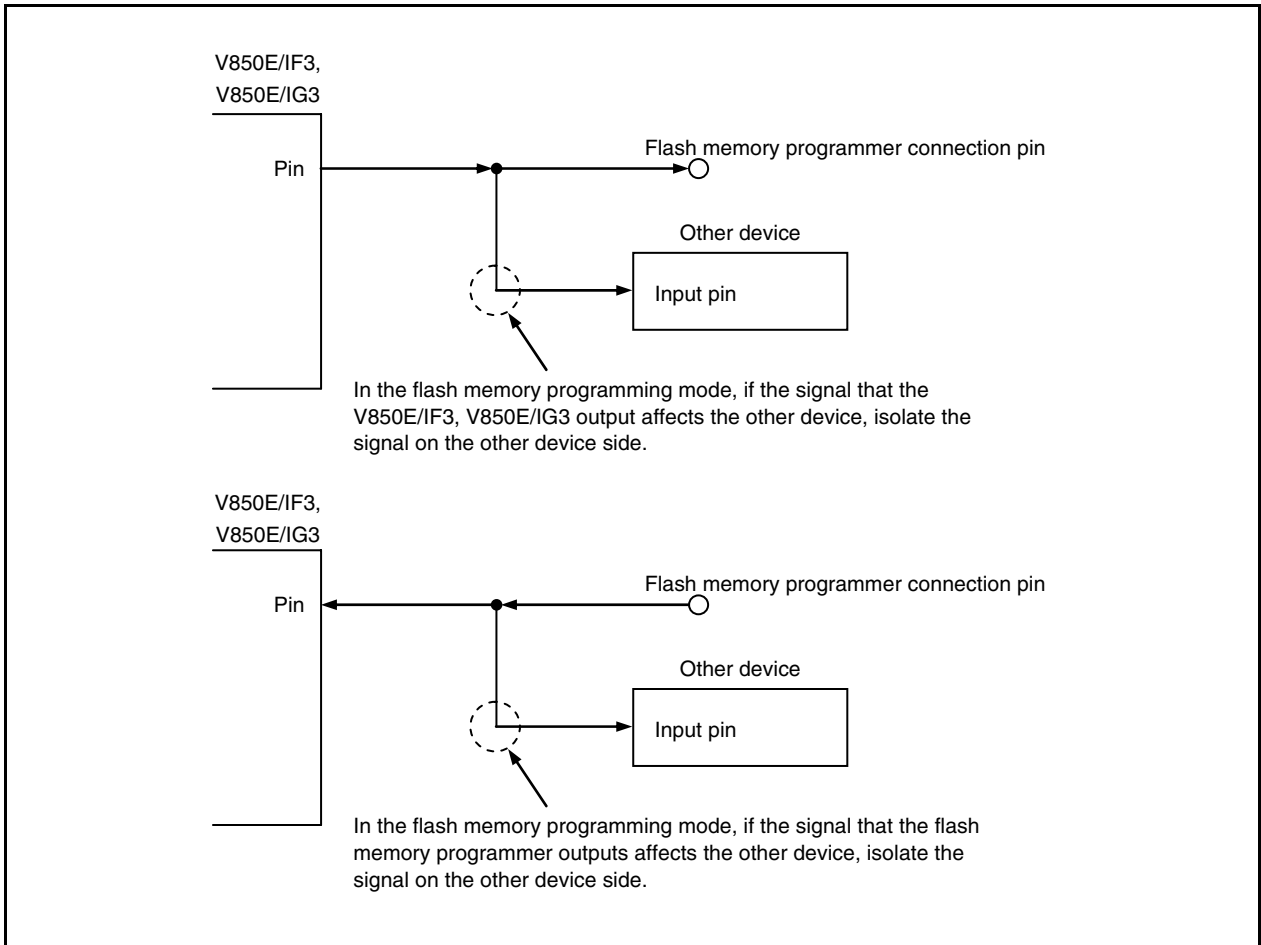 V850E/IF3,
V850E/IG3
Pin
Flash memory programmer connection pin
Other device
Input pin
In the flash memory programming mode, if the signal that the
V850E/IF3, V850E/IG3 output affects the other device, isolate the
signal on the other device side.
V850E/IF3,
V850E/IG3
Pin
Flash memory programmer connection pin
Other device
Input pin
In the flash memory programming mode, if the signal that the flash
memory programmer outputs affects the other device, isolate the
signal on the other device side.